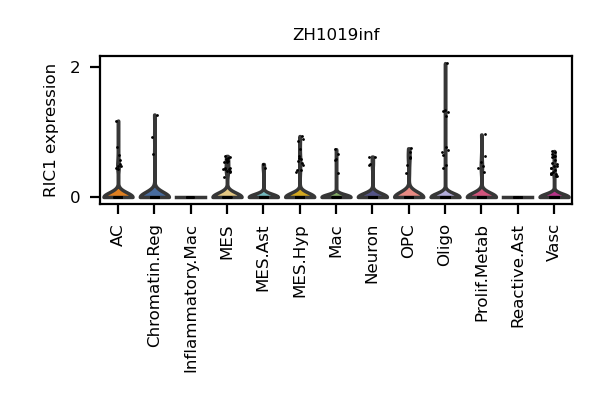 ZH1019inf
RIC1 expression
2
0
AC
Chromatin.Reg
Inflammatory.Mac
MES
MES.Ast
MES.Hyp
Mac
Neuron
OPC
Oligo
Prolif.Metab
Reactive.Ast
Vasc